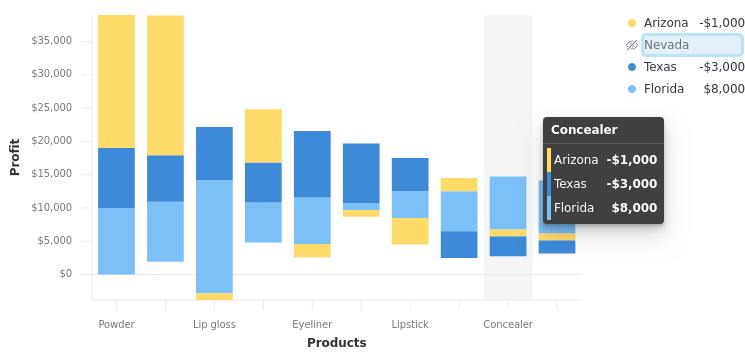 Arizona -$1,000
Nevada
Texas -$3,000
Florida $8,000
$35,000
$30,000
$25,000
$20,000
$15,000
$10,000
$5,000
$0
Profit
Concealer
Arizona -$1,000
Texas -$3,000
Florida $8,000
Powder Lip gloss Eyeliner Lipstick Concealer
Products